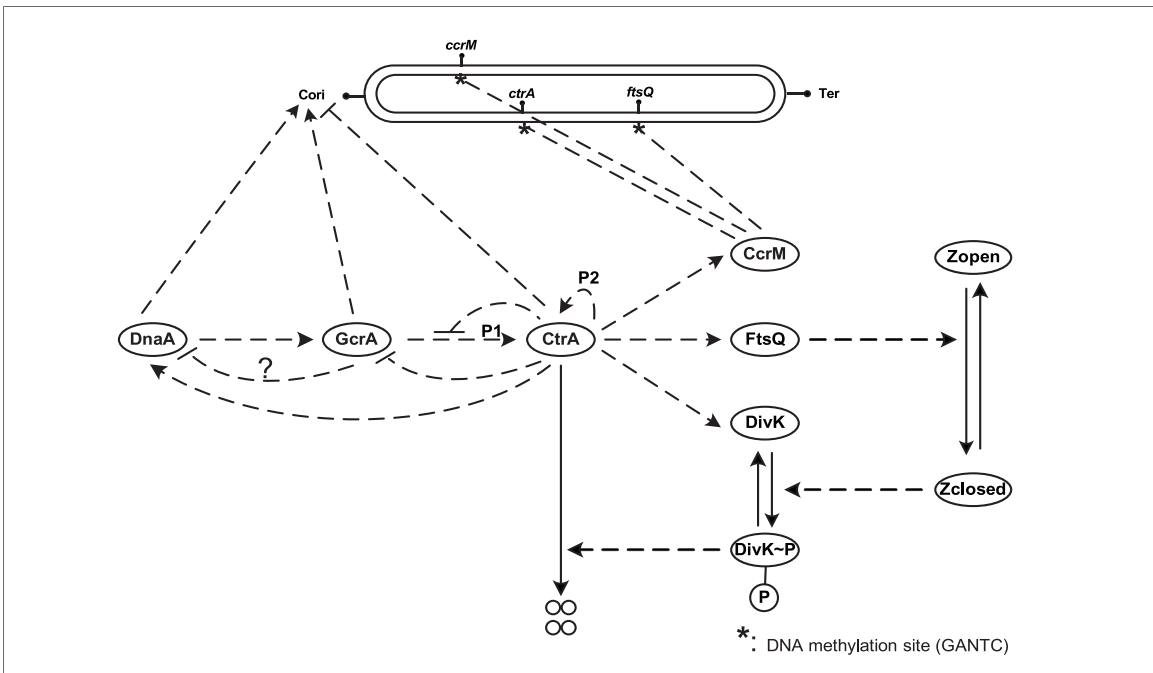 ccrM
Cori
ctrA
ftsQ
Ter
CcrM
Zopen
P2
DnaA
GcrA
P1
CtrA
FtsQ
?
DivK
Zclosed
DivK~P
P
*: DNA methylation site (GANTC)